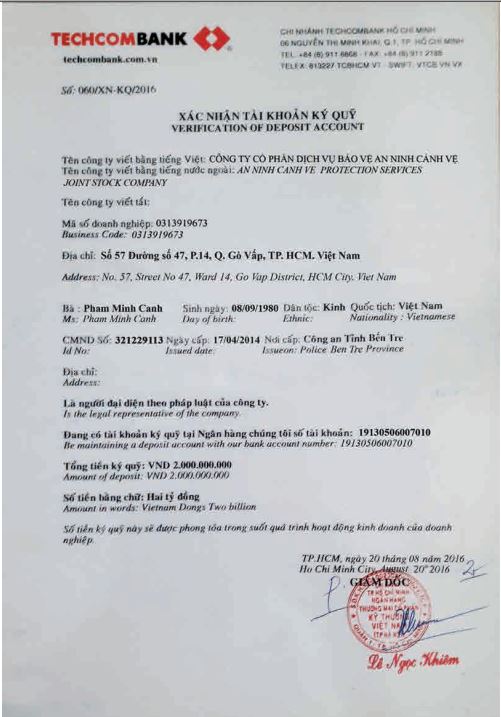 TECHCOMBANK
techcombank.com.vn
CHI NHÁNH TECHCOMBANK HỒ CHÍ MINH
06 NGUYỄN THỊ MINH KHAI, Q.1, TP. HỒ CHÍ MINH
TEL. +84 (8) 911 6868 - FAX: +84 (8) 911 2188
TELEX: 813227 TCBHCM VT - SWIFT. VTCB VN VX
Số: 060/XN-KQ/2016
XÁC NHẬN TÀI KHOẢN KÝ QUỸ
VERIFICATION OF DEPOSIT ACCOUNT
Tên công ty viết bằng tiếng Việt: CÔNG TY CỔ PHẦN DỊCH VỤ BẢO VỆ AN NINH CẢNH VỆ
Tên công ty viết bằng tiếng nước ngoài: AN NINH CANH VE PROTECTION SERVICES
JOINT STOCK COMPANY
Tên công ty viết tắt:
Mã số doanh nghiệp: 0313919673
Business Code: 0313919673
Địa chỉ: Số 57 Đường số 47, P.14, Q. Gò Vấp, TP. HCM. Việt Nam
Address: No. 57, Street No 47, Ward 14, Go Vap District, HCM City, Viet Nam
Bà : Pham Minh Canh Sinh ngày: 08/09/1980 Dân tộc: Kinh Quốc tịch: Việt Nam
Ms: Pham Minh Canh Day of birth: Ethnic: Nationality : Vietnamese
CMND Số: 321229113 Ngày cấp: 17/04/2014 Nơi cấp: Công an Tỉnh Bến Tre
Id No: Issued date: Issueon: Police Ben Tre Province
Địa chỉ:
Address:
Là người đại diện theo pháp luật của công ty.
Is the legal representative of the company.
Đang có tài khoản ký quỹ tại Ngân hàng chúng tôi số tài khoản: 19130506007010
Be maintaining a deposit account with our bank account number: 19130506007010
Tổng tiền ký quỹ: VND 2.000.000.000
Amount of deposit: VND 2.000.000.000
Số tiền bằng chữ: Hai tỷ đồng
Amount in words: Vietnam Dongs Two billion
Số tiền ký quỹ này sẽ được phong tỏa trong suốt quá trình hoạt động kinh doanh của doanh
nghiệp.
TP.HCM, ngày 20 tháng 08 năm 2016
Ho Chi Minh City, August 20 2016
GIÁM ĐỐC
TP HỒ CHÍ MINH
NGÂN HÀNG
THƯƠNG MẠI CỔ PHẦN
KỸ THƯƠNG
VIỆT NAM
Lê Ngọc Khiêm